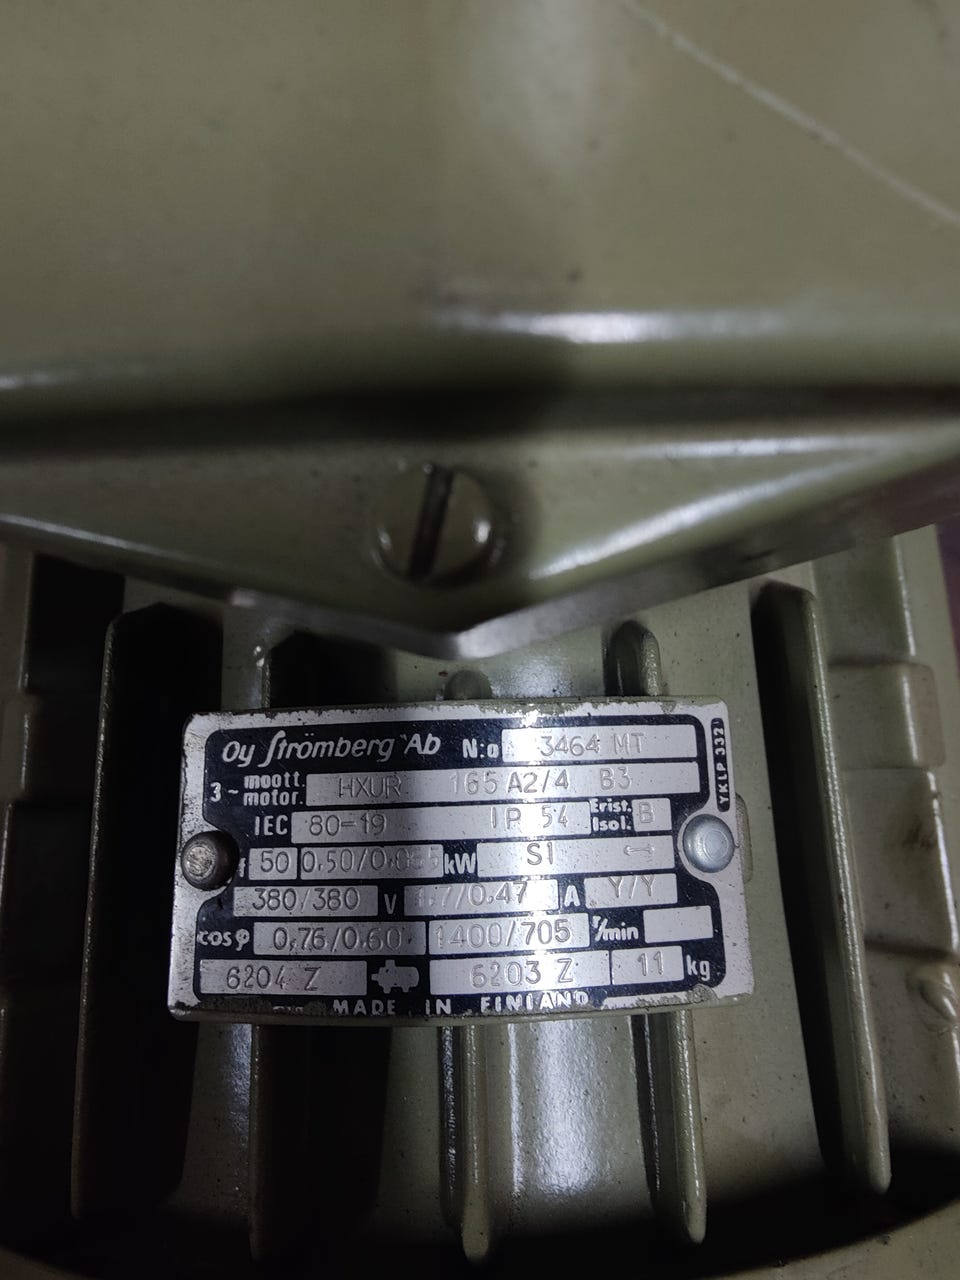 Oy Strömberg Ab N:o 3464 MT
3~ moott. motor. HXUR 165 A2/4 B3
IEC 80-19 IP 54 Erist. Isol. B
f 50 kW S1
380/380 V A Y/Y
cosφ 0,76/0,60 1400/705 r/min
6204 Z 6203 Z 11 kg
MADE IN FINLAND
YKLP 332